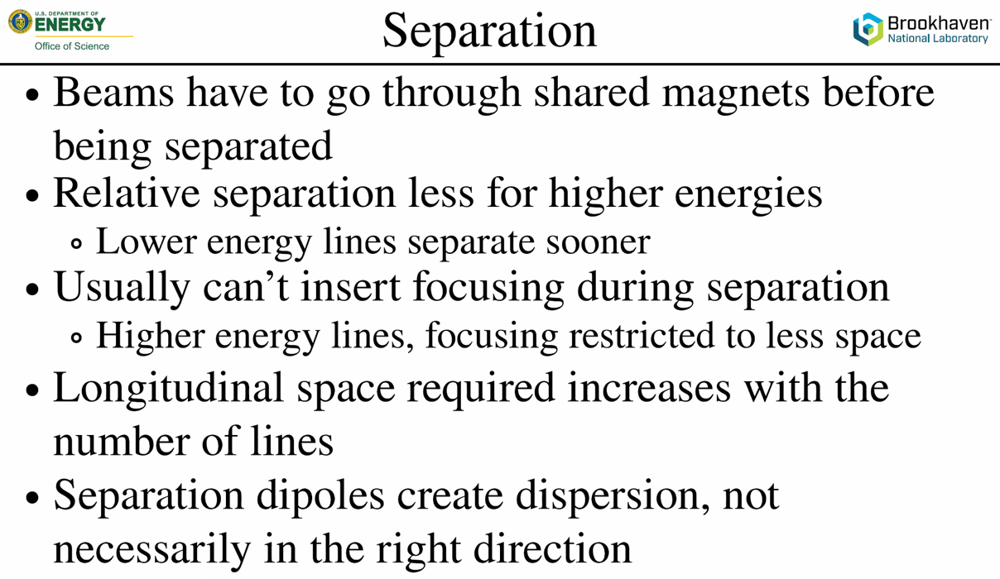 U.S. DEPARTMENT OF
ENERGY
Office of Science
Separation
Brookhaven™
National Laboratory
• Beams have to go through shared magnets before
being separated
• Relative separation less for higher energies
∘ Lower energy lines separate sooner
• Usually can’t insert focusing during separation
∘ Higher energy lines, focusing restricted to less space
• Longitudinal space required increases with the
number of lines
• Separation dipoles create dispersion, not
necessarily in the right direction